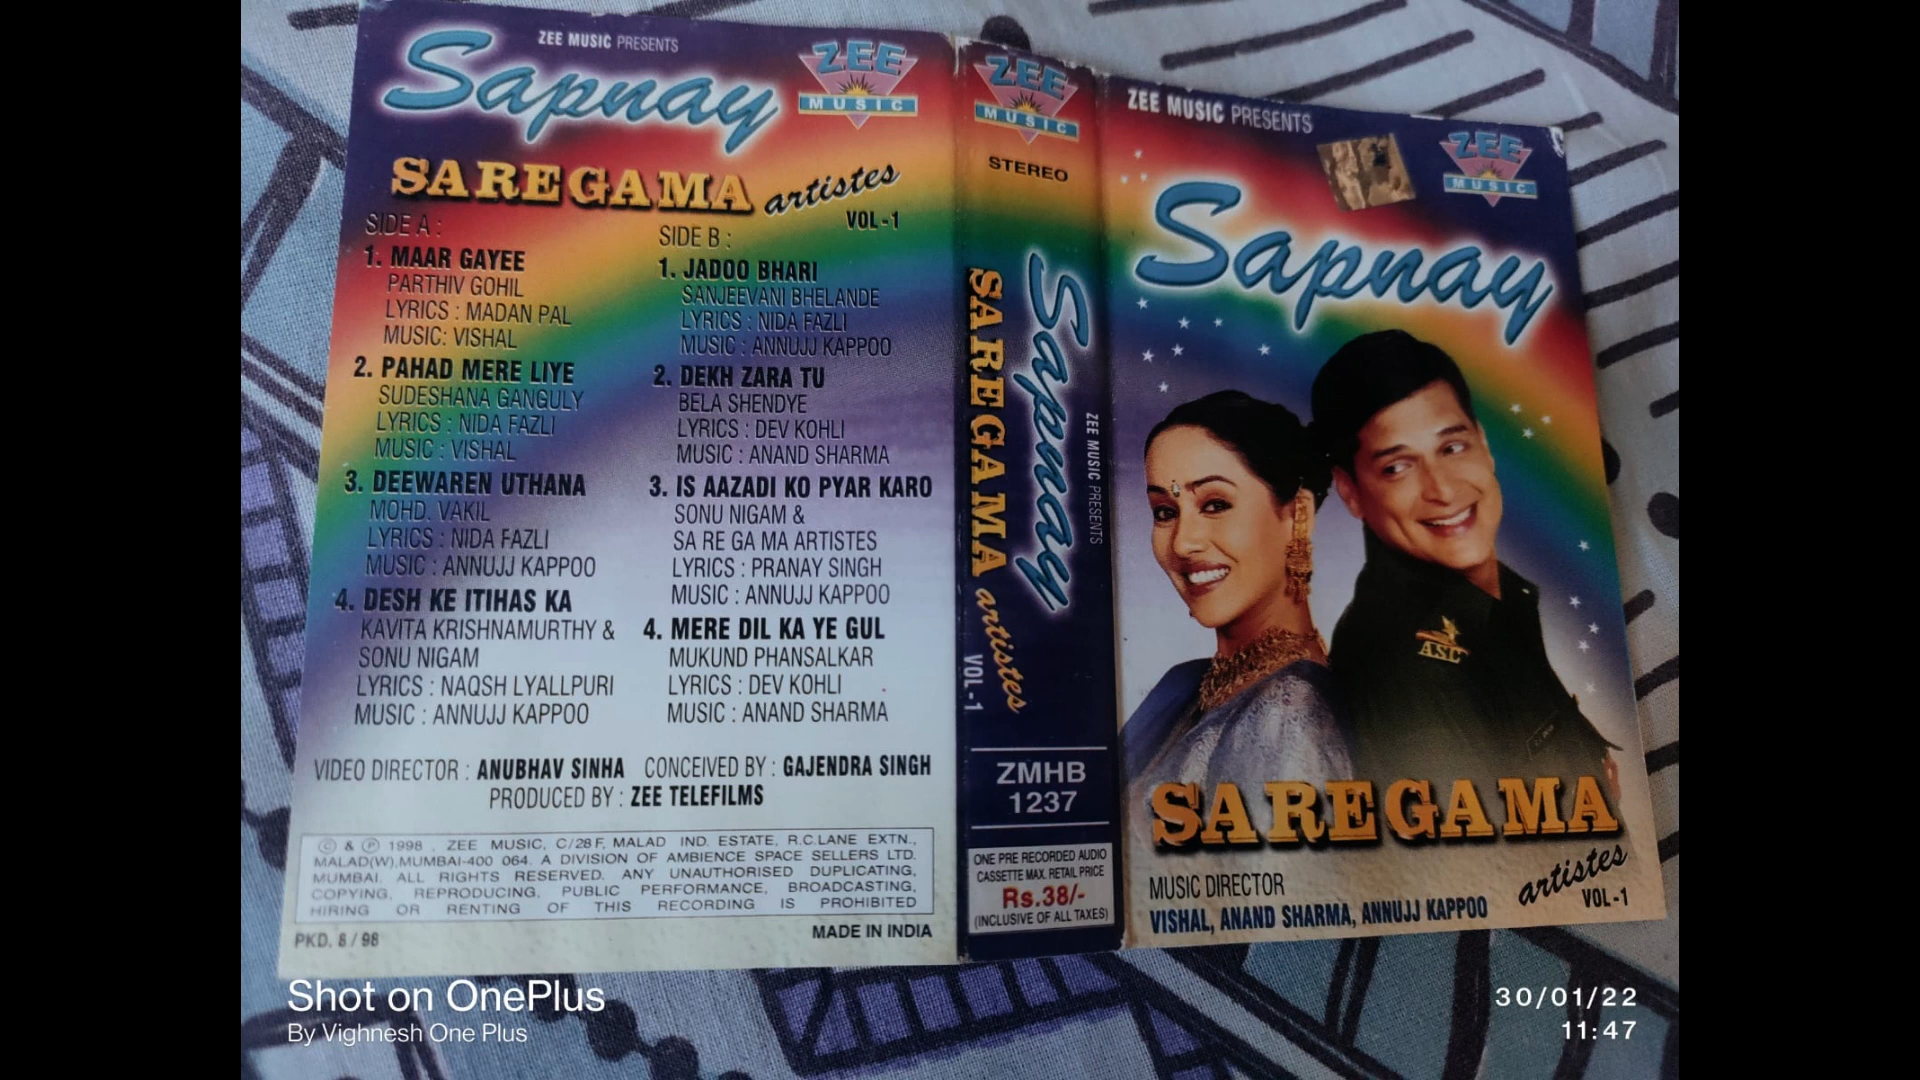 ZEE MUSIC PRESENTS
Sapnay
ZEE
MUSIC
SAREGAMA artistes
VOL-1
SIDE A :
1. MAAR GAYEE
PARTHIV GOHIL
LYRICS : MADAN PAL
MUSIC: VISHAL
2. PAHAD MERE LIYE
SUDESHANA GANGULY
LYRICS : NIDA FAZLI
MUSIC : VISHAL
3. DEEWAREN UTHANA
MOHD. VAKIL
LYRICS : NIDA FAZLI
MUSIC : ANNUJJ KAPPOO
4. DESH KE ITIHAS KA
KAVITA KRISHNAMURTHY &
SONU NIGAM
LYRICS : NAQSH LYALLPURI
MUSIC : ANNUJJ KAPPOO
SIDE B :
1. JADOO BHARI
SANJEEVANI BHELANDE
LYRICS : NIDA FAZLI
MUSIC : ANNUJJ KAPPOO
2. DEKH ZARA TU
BELA SHENDYE
LYRICS : DEV KOHLI
MUSIC : ANAND SHARMA
3. IS AAZADI KO PYAR KARO
SONU NIGAM &
SA RE GA MA ARTISTES
LYRICS : PRANAY SINGH
MUSIC : ANNUJJ KAPPOO
4. MERE DIL KA YE GUL
MUKUND PHANSALKAR
LYRICS : DEV KOHLI
MUSIC : ANAND SHARMA
VIDEO DIRECTOR : ANUBHAV SINHA CONCEIVED BY : GAJENDRA SINGH
PRODUCED BY : ZEE TELEFILMS
© & ℗ 1998 . ZEE MUSIC, C/28 F, MALAD IND. ESTATE, R.C.LANE EXTN.,
MALAD(W),MUMBAI-400 064. A DIVISION OF AMBIENCE SPACE SELLERS LTD.
MUMBAI. ALL RIGHTS RESERVED. ANY UNAUTHORISED DUPLICATING,
COPYING, REPRODUCING, PUBLIC PERFORMANCE, BROADCASTING,
HIRING OR RENTING OF THIS RECORDING IS PROHIBITED
PKD. 8 / 98
MADE IN INDIA
ZEE
MUSIC
STEREO
ZEE MUSIC PRESENTS
Sapnay
SAREGAMA artistes
VOL-1
ZMHB
1237
ONE PRE RECORDED AUDIO
CASSETTE MAX. RETAIL PRICE
Rs.38/-
(INCLUSIVE OF ALL TAXES)
ZEE MUSIC PRESENTS
ZEE
MUSIC
Sapnay
ASC
SAREGAMA
artistes
VOL-1
MUSIC DIRECTOR
VISHAL, ANAND SHARMA, ANNUJJ KAPPOO
Shot on OnePlus
By Vighnesh One Plus
30/01/22
11:47